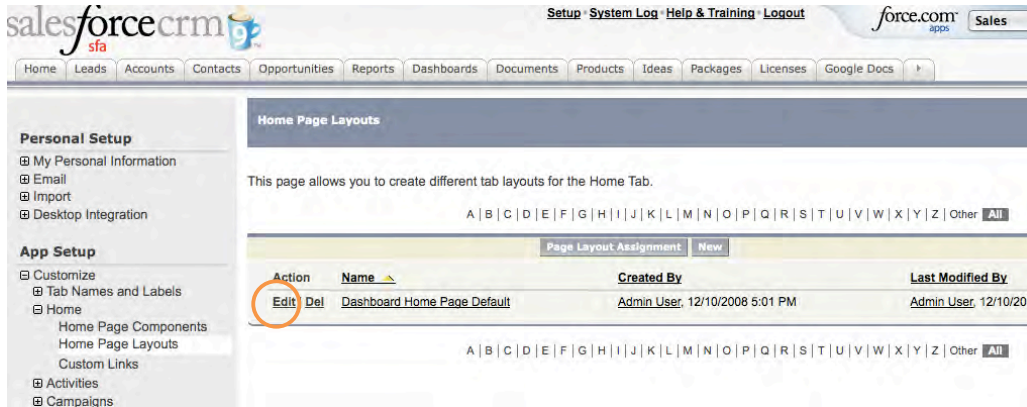 salesforcecrm
sfa
Setup · System Log · Help & Training · Logout
force.com
apps
Sales
Home Leads Accounts Contacts Opportunities Reports Dashboards Documents Products Ideas Packages Licenses Google Docs
Personal Setup
My Personal Information
Email
Import
Desktop Integration
App Setup
Customize
Tab Names and Labels
Home
Home Page Components
Home Page Layouts
Custom Links
Activities
Campaigns
Home Page Layouts
This page allows you to create different tab layouts for the Home Tab.
A | B | C | D | E | F | G | H | I | J | K | L | M | N | O | P | Q | R | S | T | U | V | W | X | Y | Z | Other All
Page Layout Assignment New
Action Name Created By Last Modified By
Edit | Del Dashboard Home Page Default Admin User, 12/10/2008 5:01 PM Admin User, 12/10/20
A | B | C | D | E | F | G | H | I | J | K | L | M | N | O | P | Q | R | S | T | U | V | W | X | Y | Z | Other All